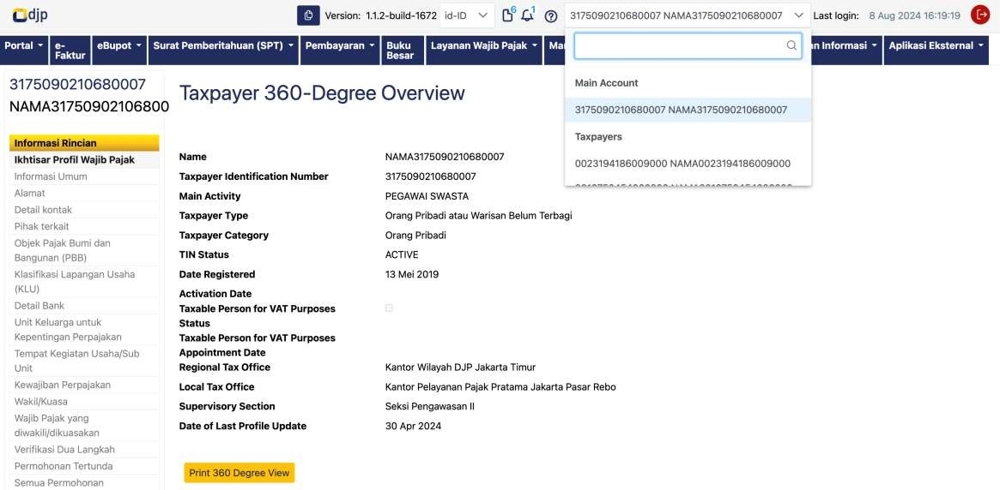 djp
Version: 1.1.2-build-1672
id-ID
6
1
3175090210680007 NAMA3175090210680007
Last login:
8 Aug 2024 16:19:19
Portal
e-Faktur
eBupot
Surat Pemberitahuan (SPT)
Pembayaran
Buku Besar
Layanan Wajib Pajak
n Informasi
Aplikasi Eksternal
Main Account
3175090210680007 NAMA3175090210680007
Taxpayers
0023194186009000 NAMA0023194186009000
3175090210680007
NAMA31750902106800
Informasi Rincian
Ikhtisar Profil Wajib Pajak
Informasi Umum
Alamat
Detail kontak
Pihak terkait
Objek Pajak Bumi dan
Bangunan (PBB)
Klasifikasi Lapangan Usaha
(KLU)
Detail Bank
Unit Keluarga untuk
Kepentingan Perpajakan
Tempat Kegiatan Usaha/Sub
Unit
Kewajiban Perpajakan
Wakil/Kuasa
Wajib Pajak yang
diwakili/dikuasakan
Verifikasi Dua Langkah
Permohonan Tertunda
Semua Permohonan
Taxpayer 360-Degree Overview
Name NAMA3175090210680007
Taxpayer Identification Number 3175090210680007
Main Activity PEGAWAI SWASTA
Taxpayer Type Orang Pribadi atau Warisan Belum Terbagi
Taxpayer Category Orang Pribadi
TIN Status ACTIVE
Date Registered 13 Mei 2019
Activation Date
Taxable Person for VAT Purposes
Status
Taxable Person for VAT Purposes
Appointment Date
Regional Tax Office Kantor Wilayah DJP Jakarta Timur
Local Tax Office Kantor Pelayanan Pajak Pratama Jakarta Pasar Rebo
Supervisory Section Seksi Pengawasan II
Date of Last Profile Update 30 Apr 2024
Print 360 Degree View